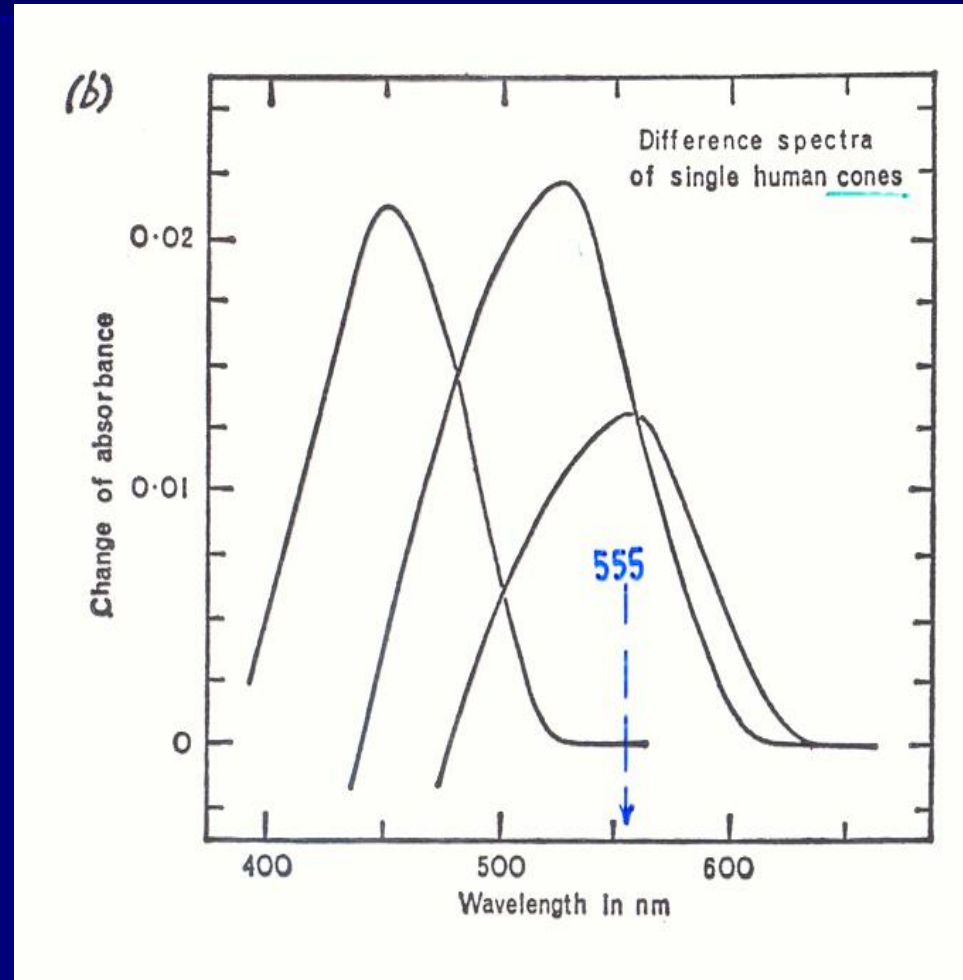 (b)
Difference spectra
of single human cones
0·02
0·01
0
Change of absorbance
555
400 500 600
Wavelength in nm